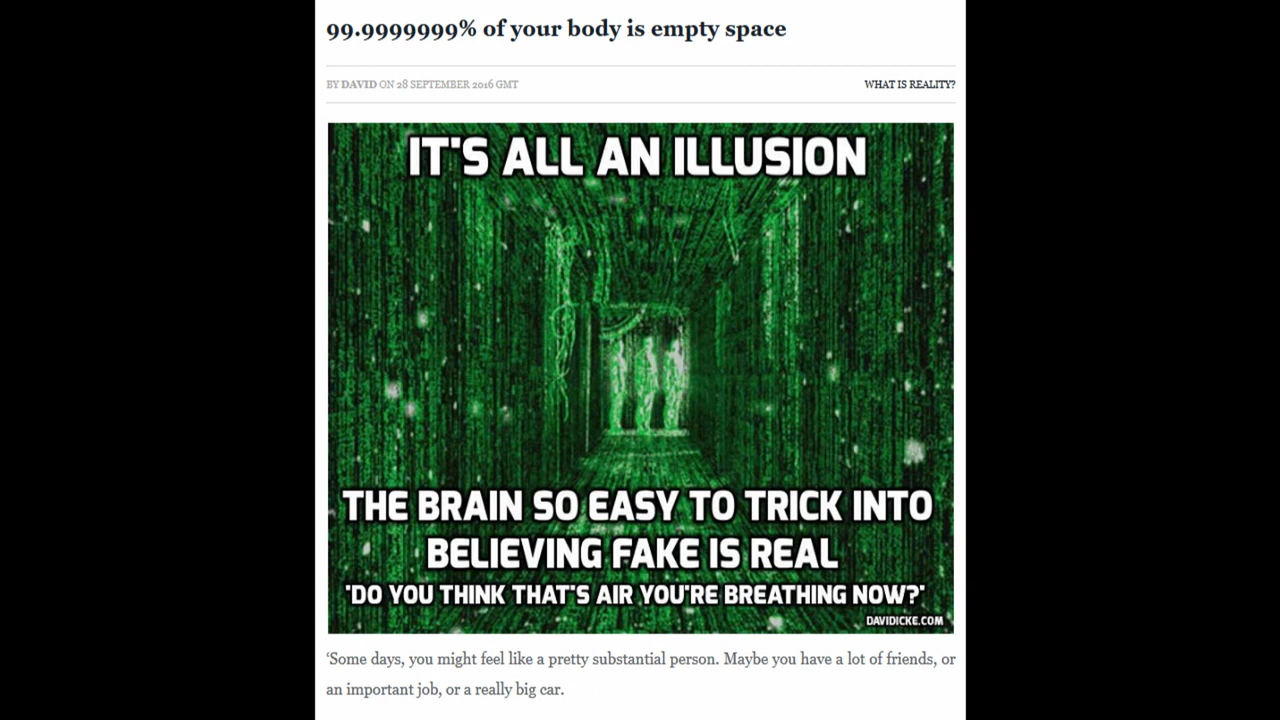 99.9999999% of your body is empty space
BY DAVID ON 28 SEPTEMBER 2016 GMT
WHAT IS REALITY?
IT'S ALL AN ILLUSION
THE BRAIN SO EASY TO TRICK INTO
BELIEVING FAKE IS REAL
'DO YOU THINK THAT'S AIR YOU'RE BREATHING NOW?'
DAVIDICKE.COM
‘Some days, you might feel like a pretty substantial person. Maybe you have a lot of friends, or
an important job, or a really big car.